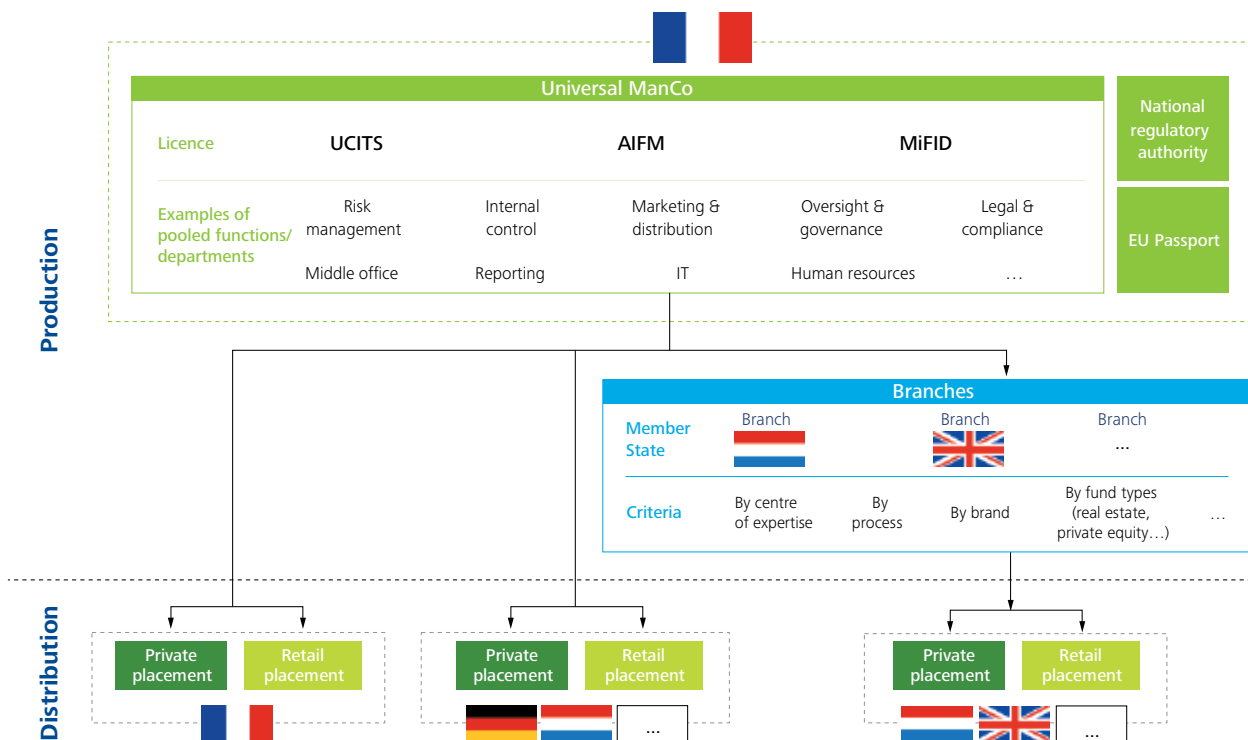 Universal ManCo
National
regulatory
authority
Licence
UCITS
AIFM
MiFID
Examples of
pooled functions/
departments
Risk
management
Internal
control
Marketing &
distribution
Oversight &
governance
Legal &
compliance
Middle office
Reporting
IT
Human resources
...
EU Passport
Production
Branches
Member
State
Branch
Branch
Branch
...
Criteria
By centre
of expertise
By
process
By brand
By fund types
(real estate,
private equity...)
...
Distribution
Private
placement
Retail
placement
Private
placement
Retail
placement
...
Private
placement
Retail
placement
...